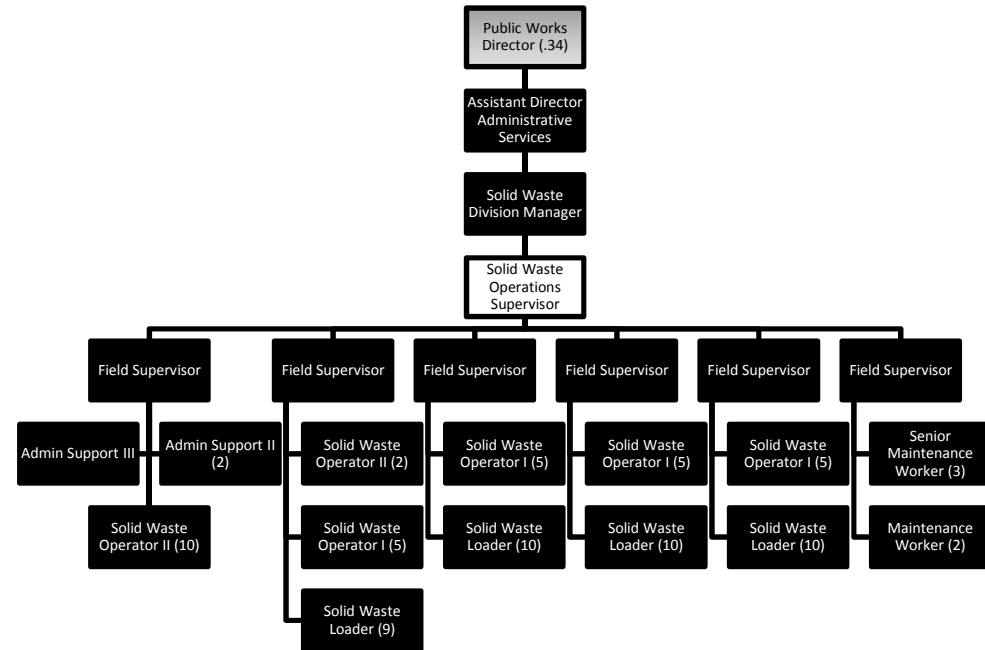 Public Works
Director (.34)
Assistant Director
Administrative
Services
Solid Waste
Division Manager
Solid Waste
Operations
Supervisor
Field Supervisor
Field Supervisor
Field Supervisor
Field Supervisor
Field Supervisor
Field Supervisor
Admin Support III
Admin Support II
(2)
Solid Waste
Operator II (2)
Solid Waste
Operator I (5)
Solid Waste
Operator I (5)
Solid Waste
Operator I (5)
Senior
Maintenance
Worker (3)
Solid Waste
Operator II (10)
Solid Waste
Operator I (5)
Solid Waste
Loader (10)
Solid Waste
Loader (10)
Solid Waste
Loader (10)
Maintenance
Worker (2)
Solid Waste
Loader (9)